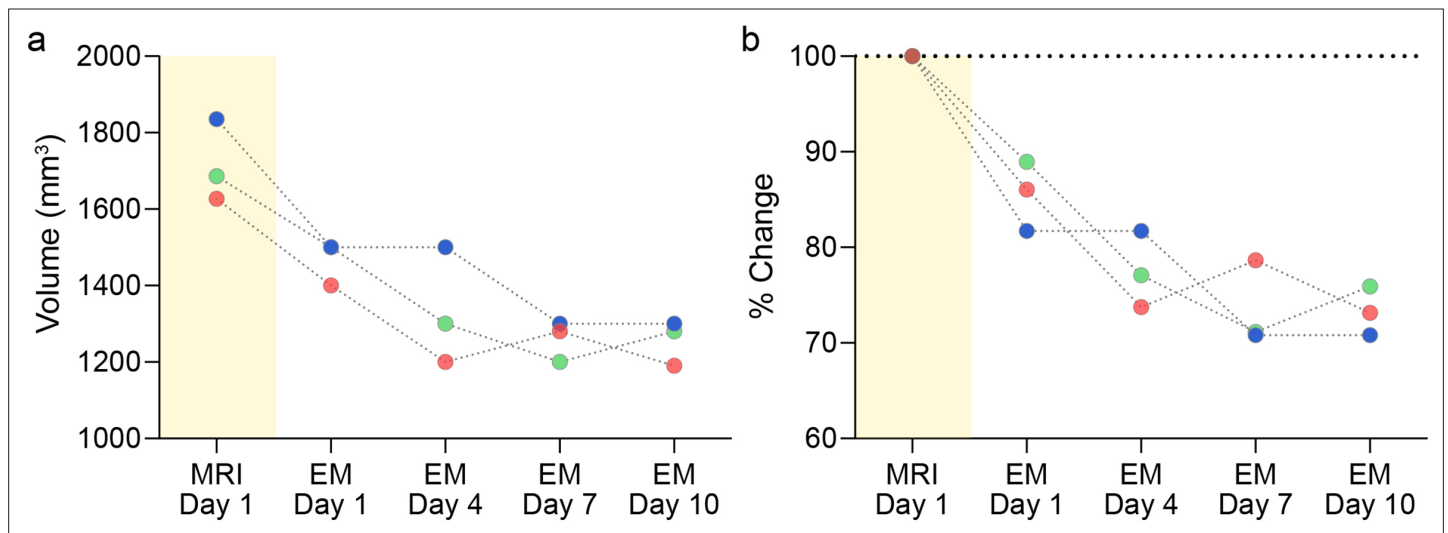 a
Volume (mm³)
2000
1800
1600
1400
1200
1000
MRI Day 1
EM Day 1
EM Day 4
EM Day 7
EM Day 10
b
% Change
100
90
80
70
60
MRI Day 1
EM Day 1
EM Day 4
EM Day 7
EM Day 10